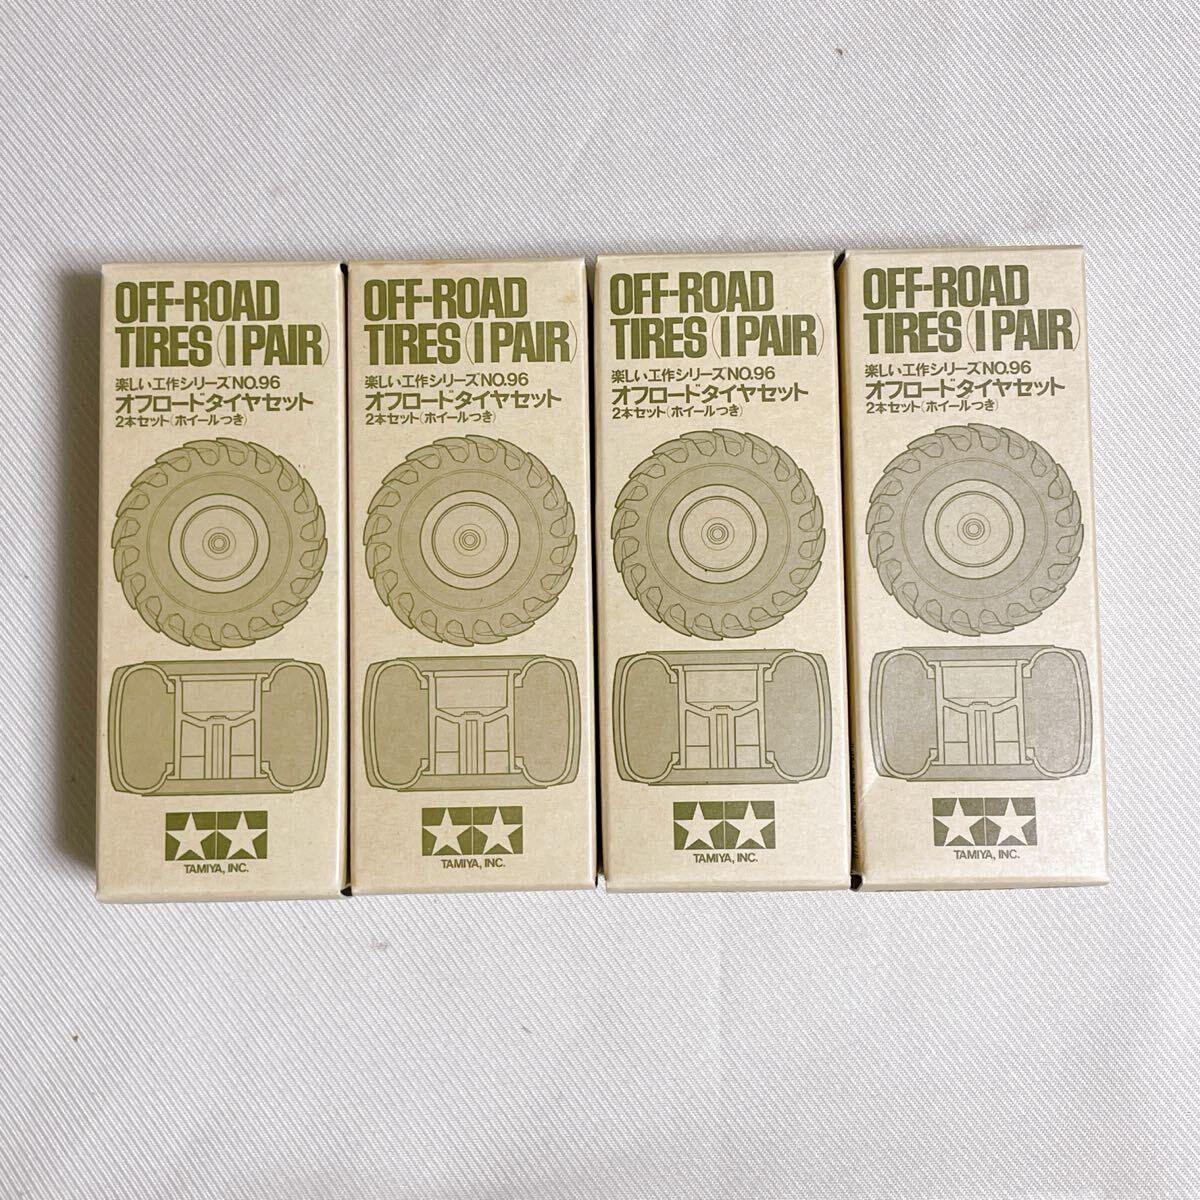 OFF-ROAD
TIRES (1 PAIR)
楽しい工作シリーズNO.96
オフロードタイヤセット
2本セット(ホイールつき)
TAMIYA, INC.
OFF-ROAD
TIRES (1 PAIR)
楽しい工作シリーズNO.96
オフロードタイヤセット
2本セット(ホイールつき)
TAMIYA, INC.
OFF-ROAD
TIRES (1 PAIR)
楽しい工作シリーズNO.96
オフロードタイヤセット
2本セット(ホイールつき)
TAMIYA, INC.
OFF-ROAD
TIRES (1 PAIR)
楽しい工作シリーズNO.96
オフロードタイヤセット
2本セット(ホイールつき)
TAMIYA, INC.